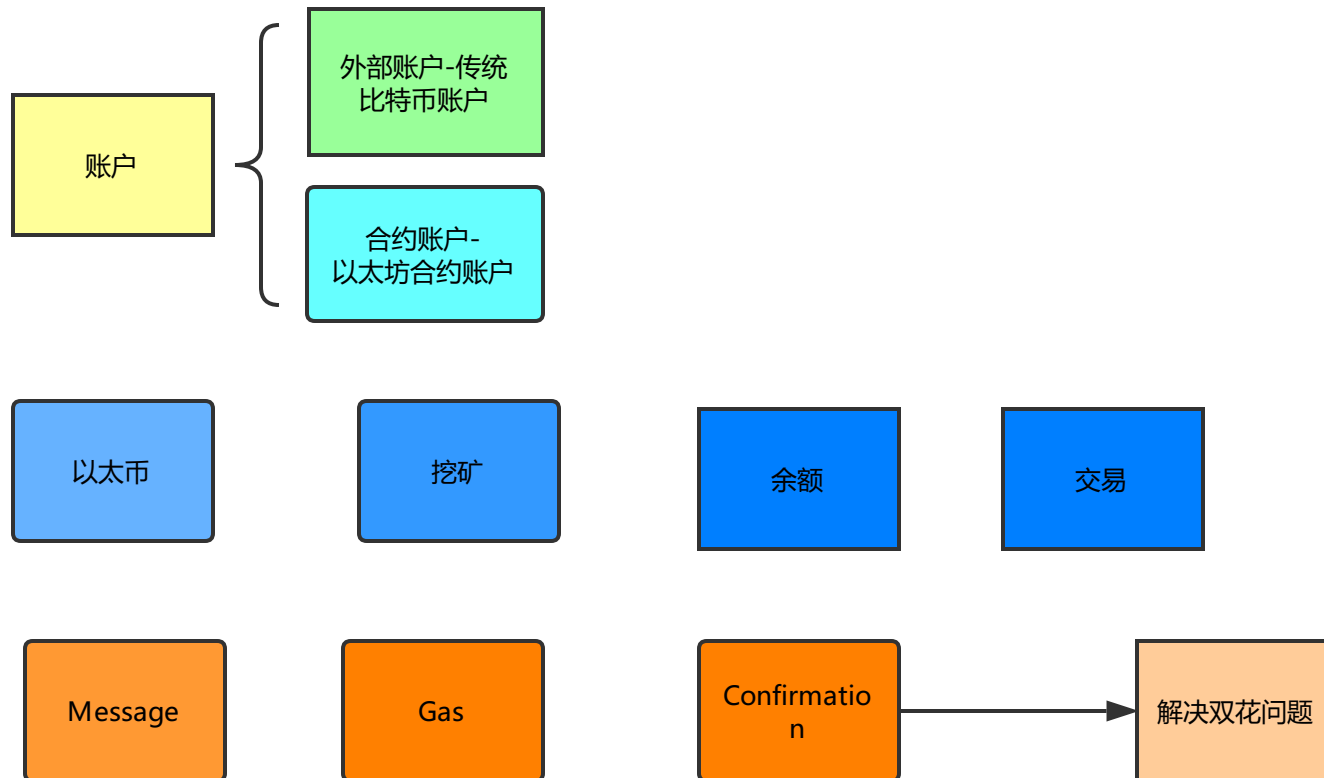 外部账户-传统
比特币账户
账户
合约账户-
以太坊合约账户
以太币
挖矿
余额
交易
Message
Gas
Confirmatio
n
解决双花问题